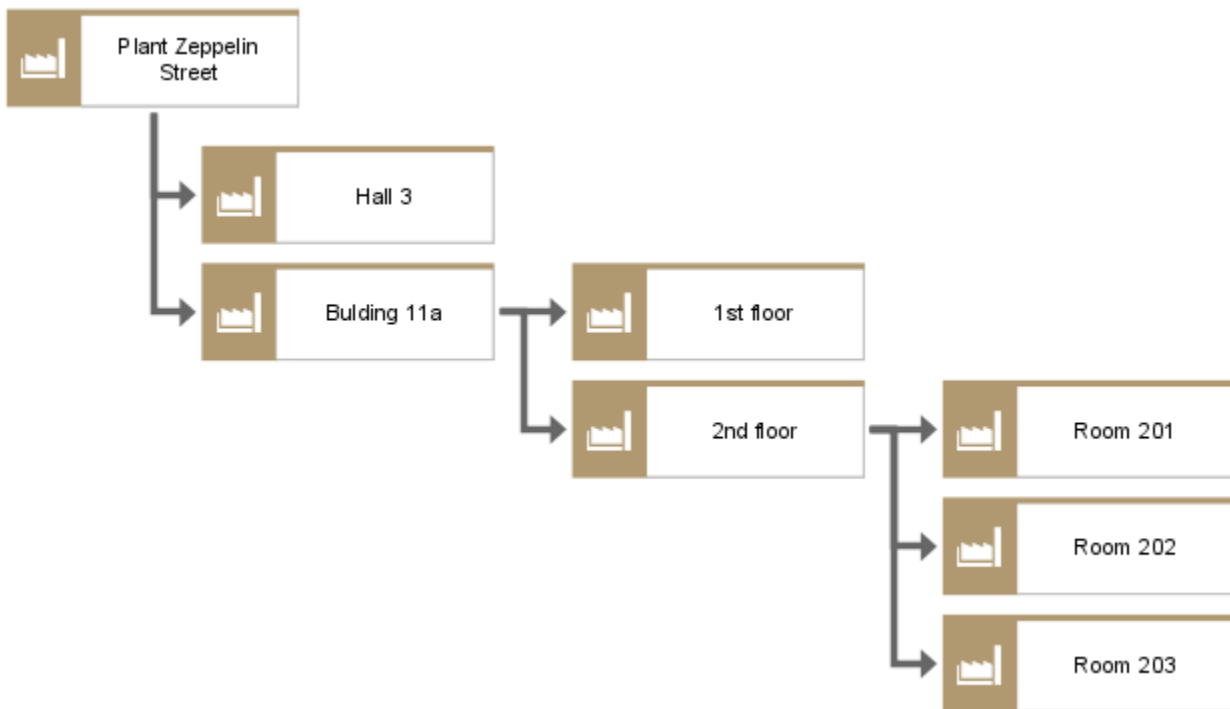 Plant Zeppelin
Street
Hall 3
Bulding 11a
1st floor
2nd floor
Room 201
Room 202
Room 203